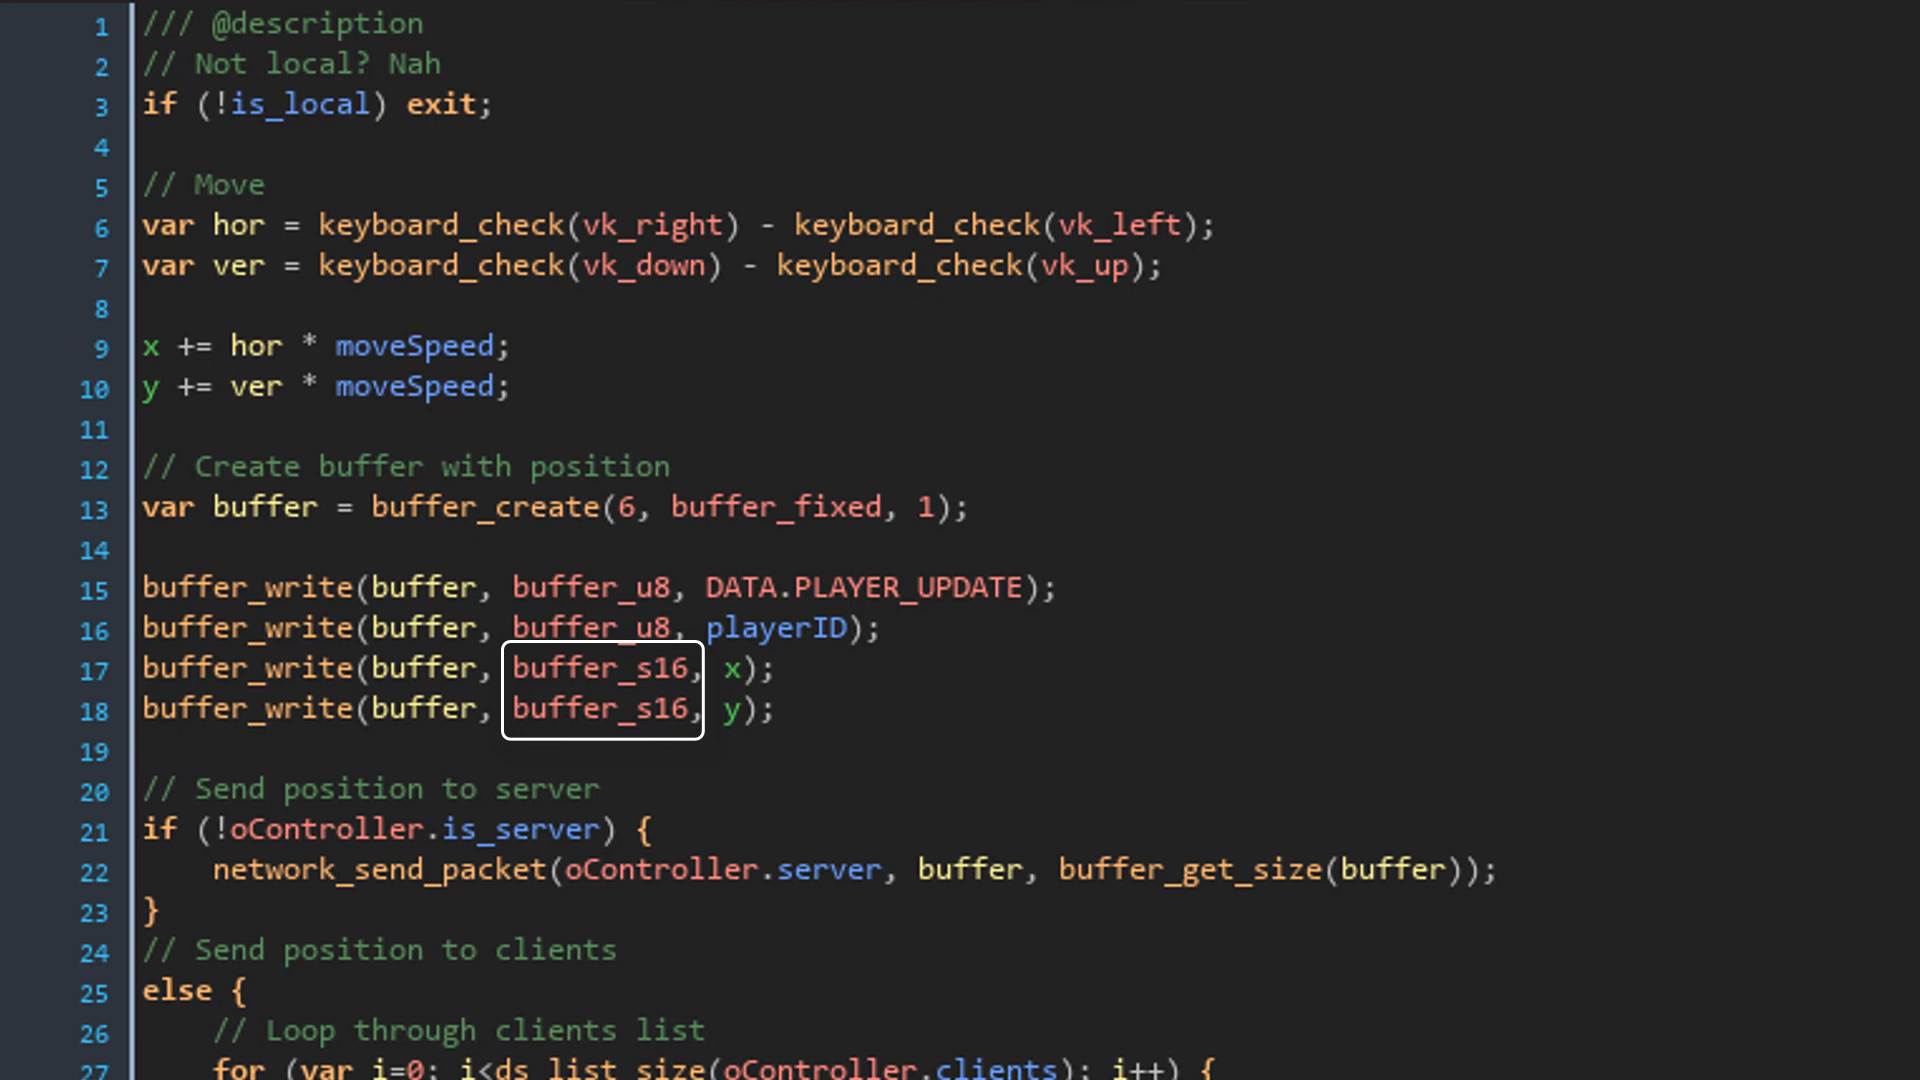 1 /// @description
2 // Not local? Nah
3 if (!is_local) exit;
4
5 // Move
6 var hor = keyboard_check(vk_right) - keyboard_check(vk_left);
7 var ver = keyboard_check(vk_down) - keyboard_check(vk_up);
8
9 x += hor * moveSpeed;
10 y += ver * moveSpeed;
11
12 // Create buffer with position
13 var buffer = buffer_create(6, buffer_fixed, 1);
14
15 buffer_write(buffer, buffer_u8, DATA.PLAYER_UPDATE);
16 buffer_write(buffer, buffer_u8, playerID);
17 buffer_write(buffer, buffer_s16, x);
18 buffer_write(buffer, buffer_s16, y);
19
20 // Send position to server
21 if (!oController.is_server) {
22     network_send_packet(oController.server, buffer, buffer_get_size(buffer));
23 }
24 // Send position to clients
25 else {
26     // Loop through clients list
27     for (var i=0; i<ds_list_size(oController.clients); i++) {